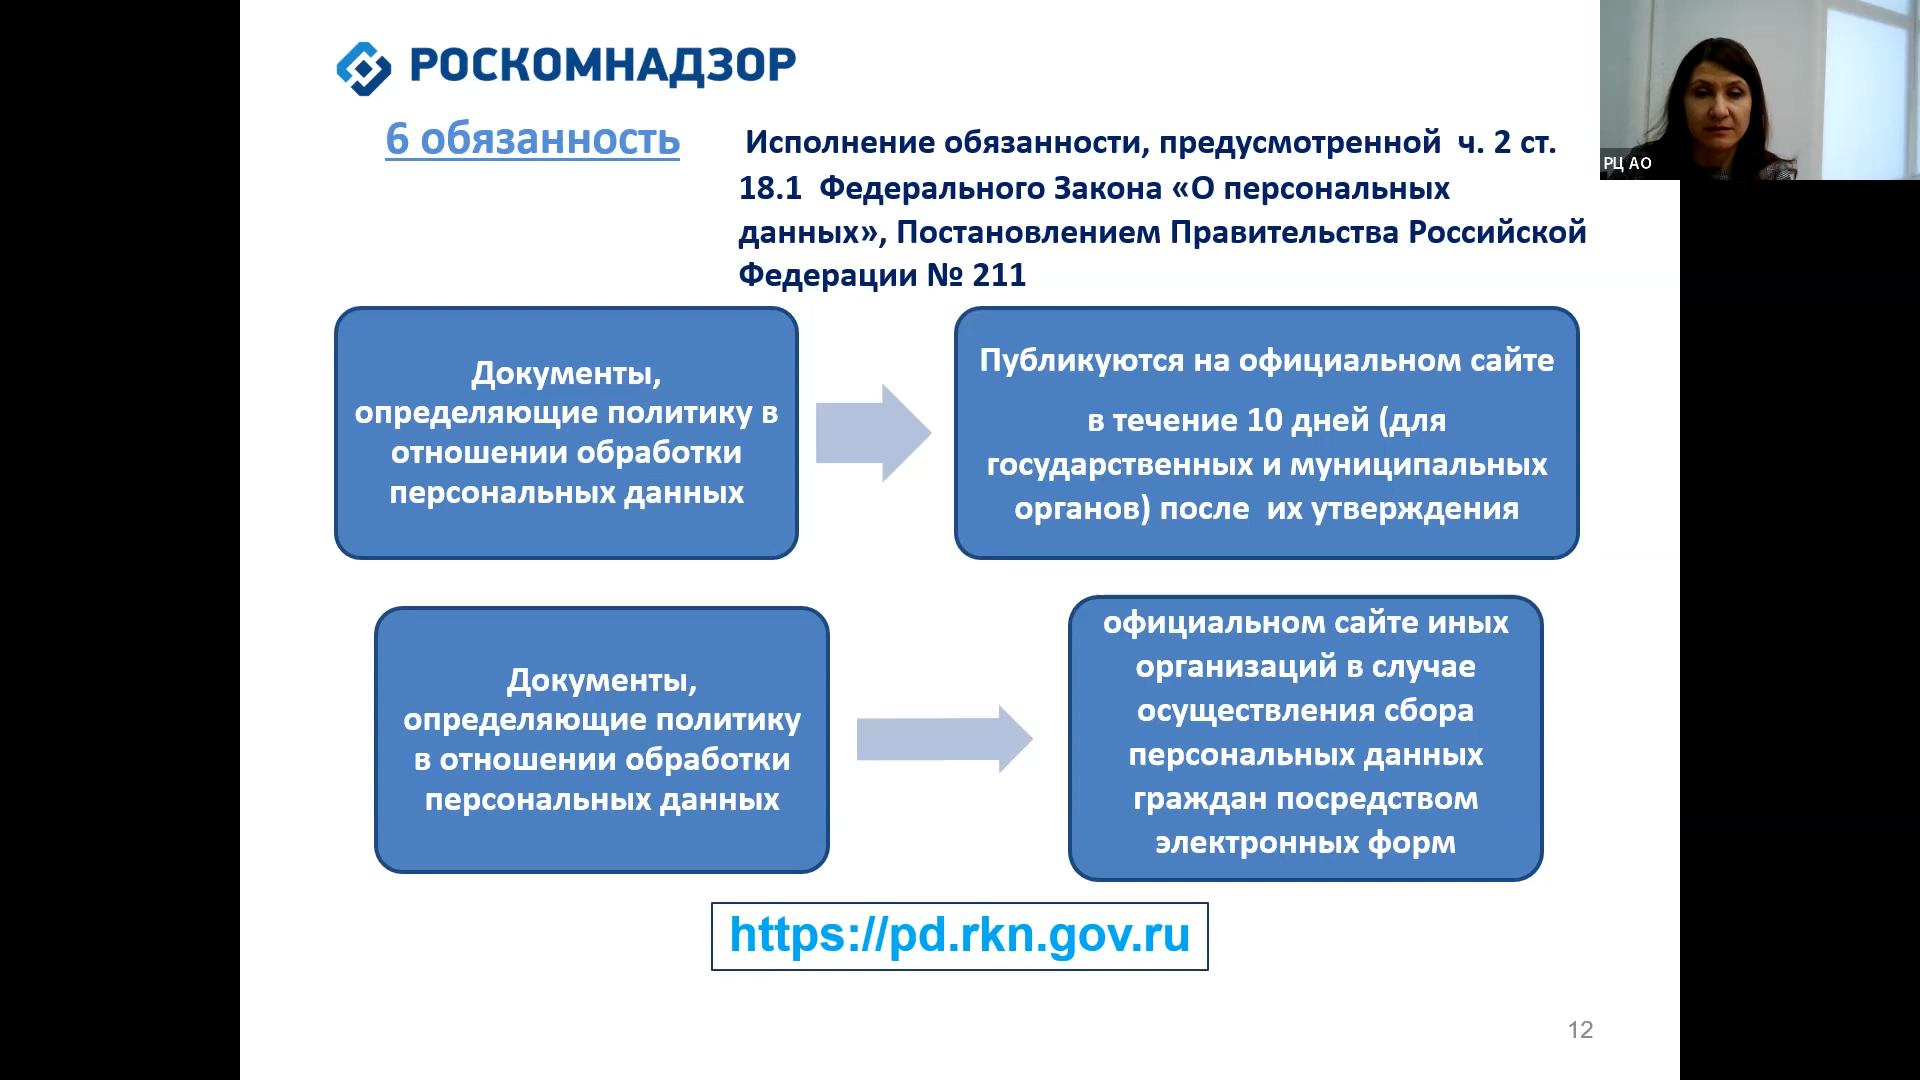 РОСКОМНАДЗОР
6 обязанность
Исполнение обязанности, предусмотренной ч. 2 ст.
18.1 Федерального Закона «О персональных
данных», Постановлением Правительства Российской
Федерации № 211
РЦ АО
Документы,
определяющие политику в
отношении обработки
персональных данных
Публикуются на официальном сайте
в течение 10 дней (для
государственных и муниципальных
органов) после их утверждения
Документы,
определяющие политику
в отношении обработки
персональных данных
официальном сайте иных
организаций в случае
осуществления сбора
персональных данных
граждан посредством
электронных форм
https://pd.rkn.gov.ru
12